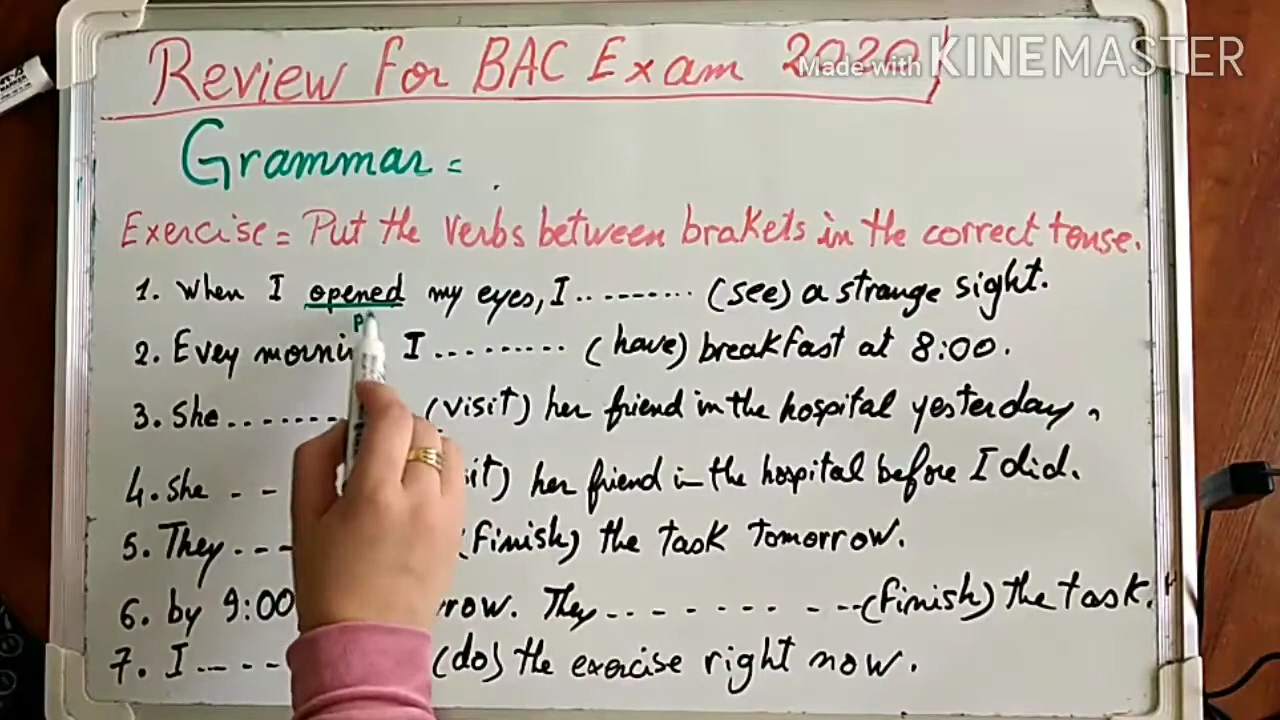 Review For BAC Exam 2020/
Made with KINEMASTER
Grammar =
Exercise = Put the verbs between brakets in the correct tense.
1. When I opened my eyes, I ......... (see) a strange sight.
P
2. Evey mornin I ......... (have) breakfast at 8:00.
3. She ........ (visit) her friend in the hospital yesterday.
4. She - - it) her friend in the hospital before I did.
5. They - - - (finish) the task tomorrow.
6. by 9:00 rrow. They - - - - - - - - - (finish) the task.
7. I - - - - (do) the exercise right now.